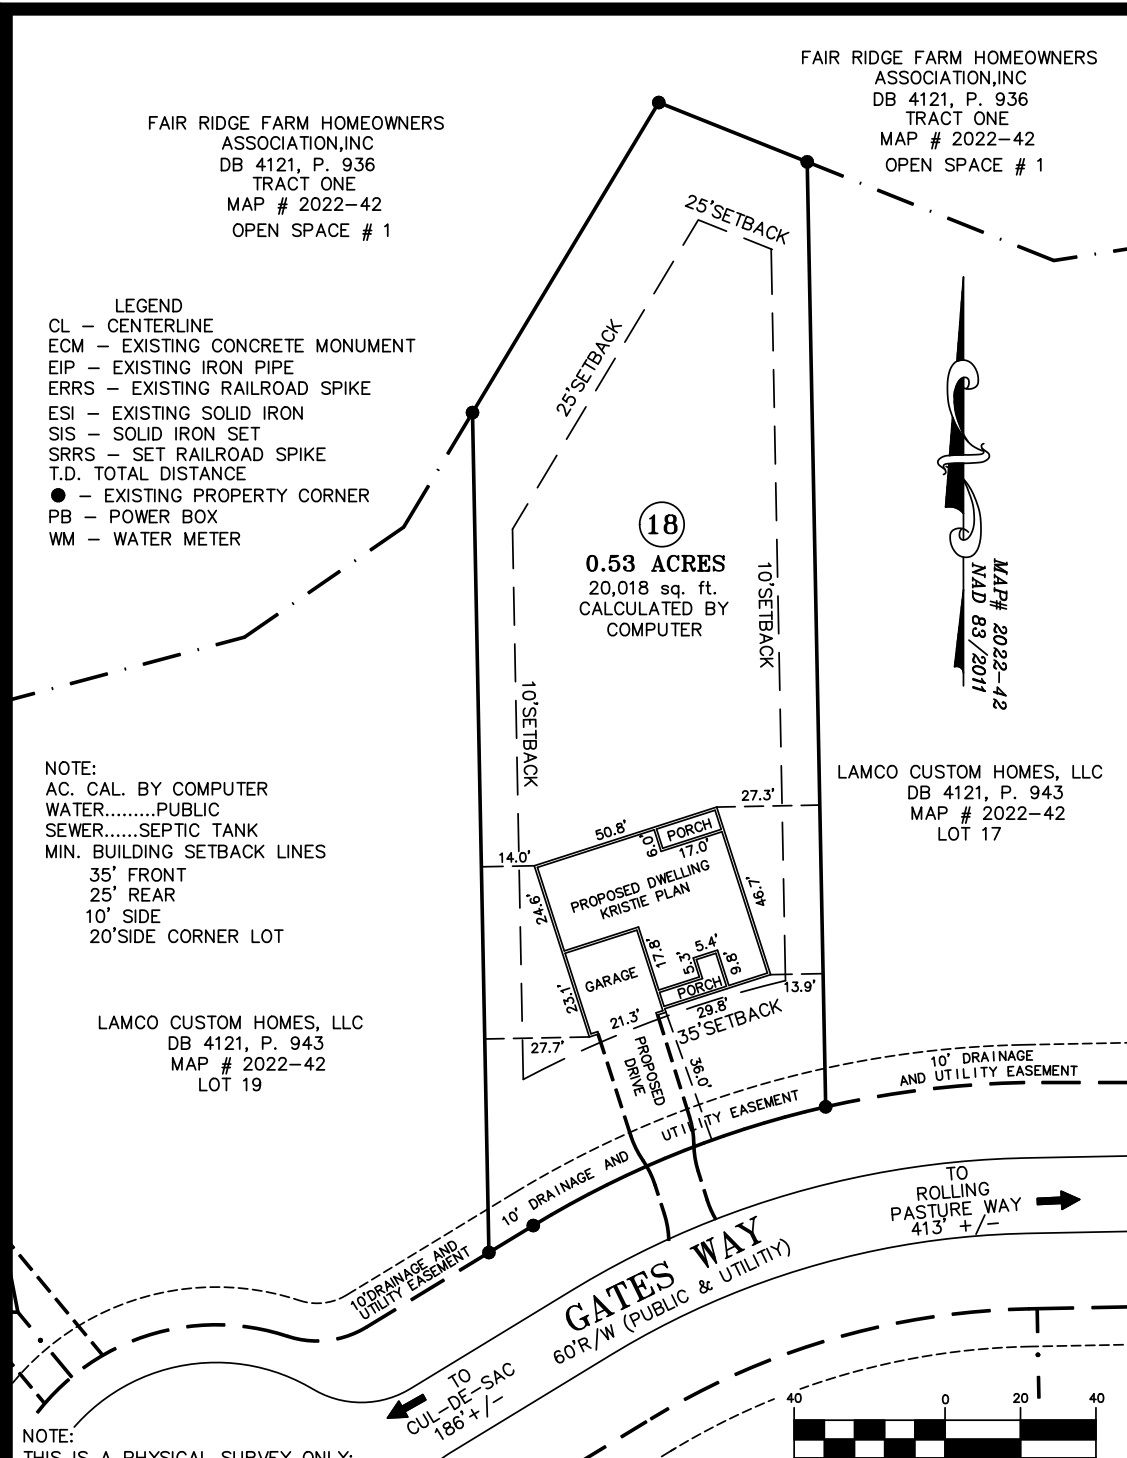 FAIR RIDGE FARM HOMEOWNERS
ASSOCIATION,INC
DB 4121, P. 936
TRACT ONE
MAP # 2022-42
OPEN SPACE # 1
FAIR RIDGE FARM HOMEOWNERS
ASSOCIATION,INC
DB 4121, P. 936
TRACT ONE
MAP # 2022-42
OPEN SPACE # 1
LEGEND
CL - CENTERLINE
ECM - EXISTING CONCRETE MONUMENT
EIP - EXISTING IRON PIPE
ERRS - EXISTING RAILROAD SPIKE
ESI - EXISTING SOLID IRON
SIS - SOLID IRON SET
SRRS - SET RAILROAD SPIKE
T.D. TOTAL DISTANCE
● - EXISTING PROPERTY CORNER
PB - POWER BOX
WM - WATER METER
25'SETBACK
25'SETBACK
18
0.53 ACRES
20,018 sq. ft.
CALCULATED BY
COMPUTER
10'SETBACK
10'SETBACK
MAP# 2022-42
NAD 83/2011
NOTE:
AC. CAL. BY COMPUTER
WATER.........PUBLIC
SEWER......SEPTIC TANK
MIN. BUILDING SETBACK LINES
35' FRONT
25' REAR
10' SIDE
20'SIDE CORNER LOT
LAMCO CUSTOM HOMES, LLC
DB 4121, P. 943
MAP # 2022-42
LOT 17
LAMCO CUSTOM HOMES, LLC
DB 4121, P. 943
MAP # 2022-42
LOT 19
27.3'
50.8'
PORCH
6.0'
17.0'
14.0'
PROPOSED DWELLING
KRISTIE PLAN
24.6'
46.7'
17.8'
5.4'
5.3'
9.8'
GARAGE
PORCH
23.1'
13.9'
29.8'
21.3'
35'SETBACK
27.7'
PROPOSED
DRIVE
36.0'
10' DRAINAGE
AND UTILITY EASEMENT
10' DRAINAGE AND UTILITY EASEMENT
10'DRAINAGE AND
UTILITY EASEMENT
TO
ROLLING
PASTURE WAY
413' +/-
GATES WAY
60'R/W (PUBLIC & UTILITIY)
TO
CUL-DE-SAC
186'+/-
40 0 20 40
NOTE:
THIS IS A PHYSICAL SURVEY ONLY: